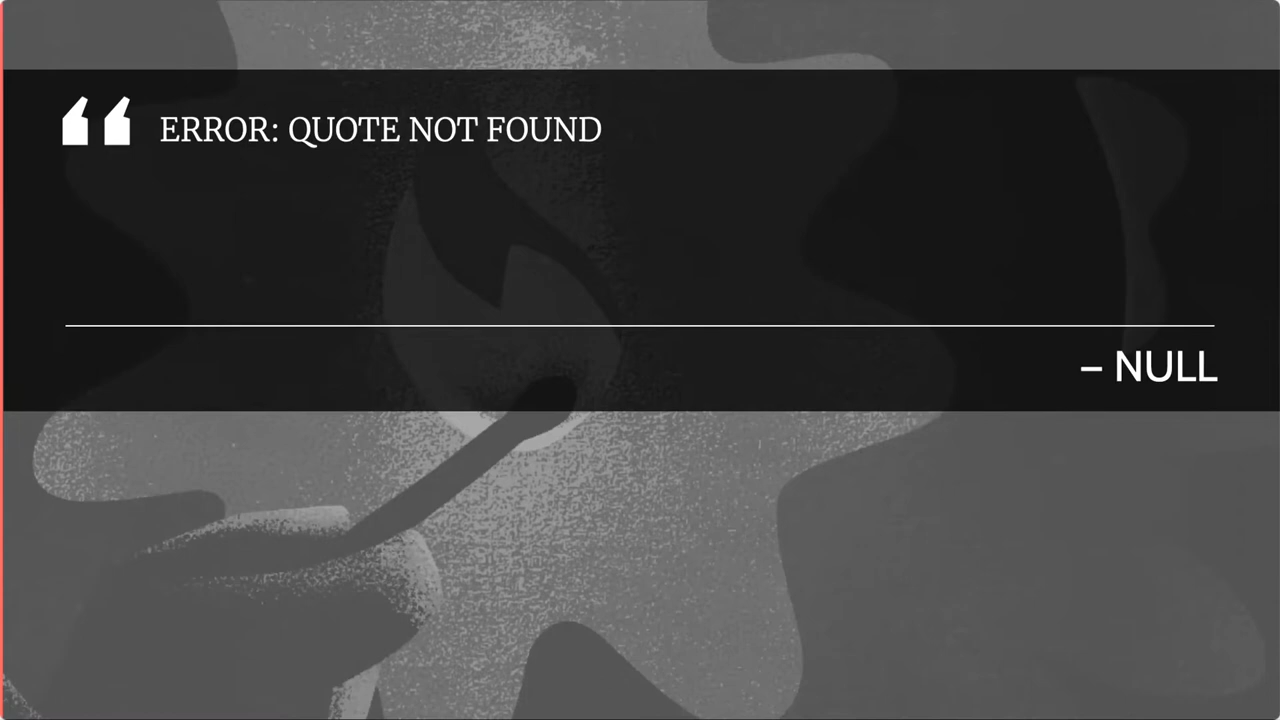 “ ERROR: QUOTE NOT FOUND
– NULL